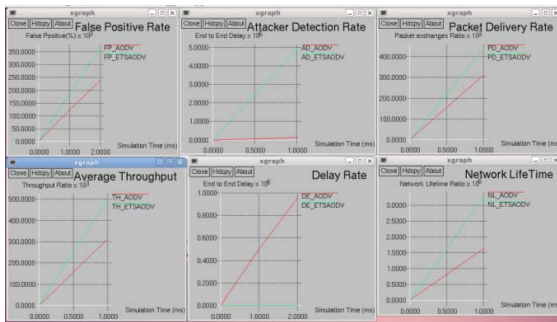 xgraph
Close Hdcpy About False Positive Rate
False Positive(%) x 10³
FP_AODV
FP_ETSAODV
350.0000
300.0000
250.0000
200.0000
150.0000
100.0000
50.0000
0.0000
0.0000 1.0000 2.0000
Simulation Time (ms)
xgraph
Close Hdcpy About Attacker Detection Rate
End to End Delay x 10⁶
AD_AODV
AD_ETSAODV
5.0000
4.0000
3.0000
2.0000
1.0000
0.0000
0.0000 0.5000 1.0000
Simulation Time (ms)
xgraph
Close Hdcpy About Packet Delivery Rate
Packet exchanges Ratio x 10³
PD_AODV
PD_ETSAODV
400.0000
300.0000
200.0000
100.0000
0.0000
0.0000 0.5000 1.0000
Simulation Time (ms)
xgraph
Close Hdcpy About Average Throughput
Throughput Ratio x 10³
TH_AODV
TH_ETSAODV
500.0000
400.0000
300.0000
200.0000
100.0000
0.0000
0.0000 0.5000 1.0000
Simulation Time (ms)
xgraph
Close Hdcpy About Delay Rate
End to End Delay x 10⁶
DE_AODV
DE_ETSAODV
1.0000
0.8000
0.6000
0.4000
0.2000
0.0000
0.0000 1.0000 2.0000
Simulation Time (ms)
xgraph
Close Hdcpy About Network LifeTime
Network Lifetime Ratio x 10⁶
NL_AODV
NL_ETSAODV
3.0000
2.5000
2.0000
1.5000
1.0000
0.5000
0.0000
0.0000 0.5000 1.0000
Simulation Time (ms)